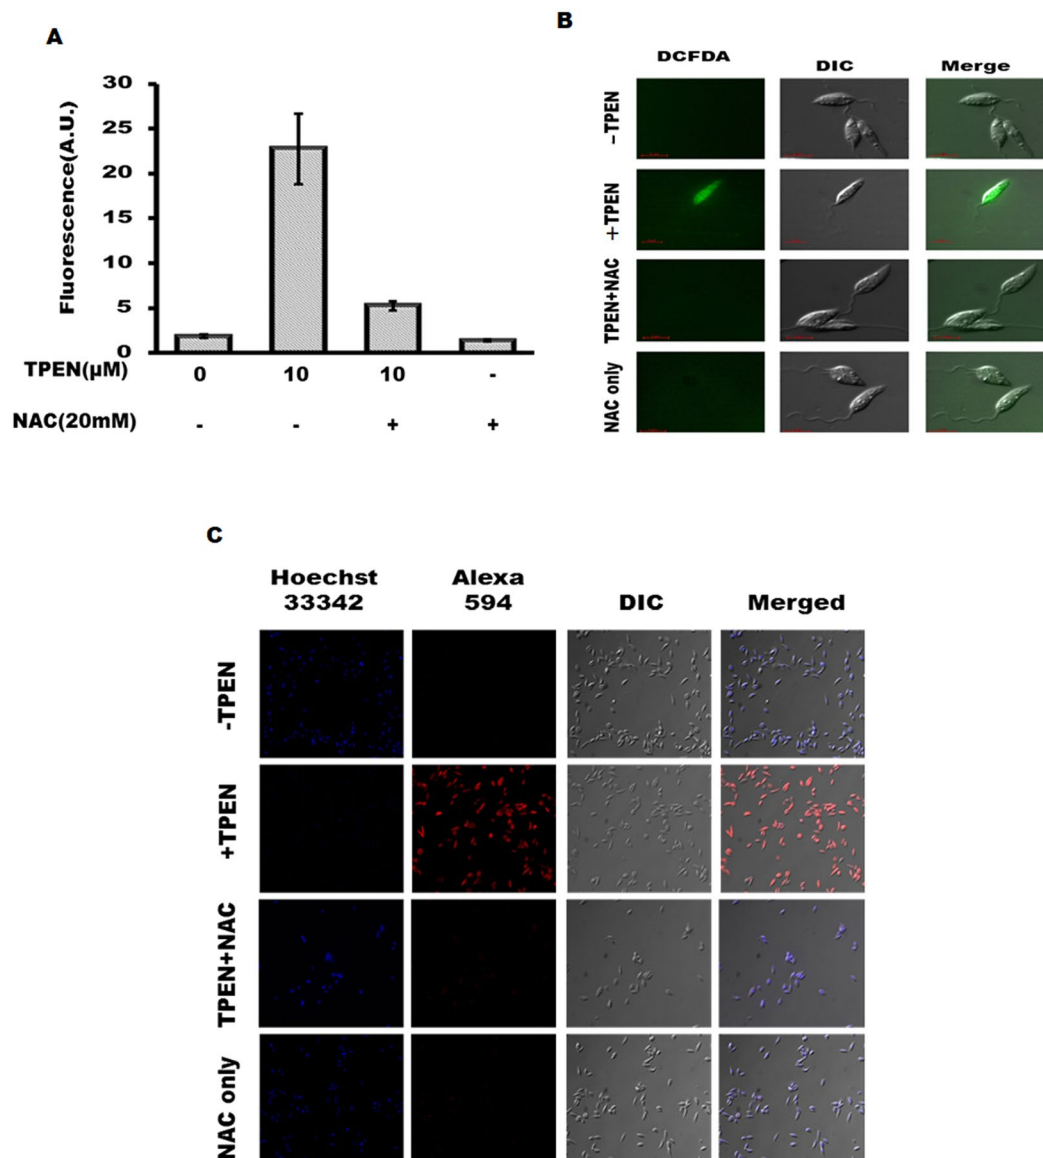 A
Fluorescence(A.U.)
30
25
20
15
10
5
0
TPEN(µM) 0 10 10 -
NAC(20mM) - - + +
B
DCFDA DIC Merge
−TPEN
+TPEN
TPEN+NAC
NAC only
C
Hoechst 33342
Alexa 594
DIC
Merged
-TPEN
+TPEN
TPEN+NAC
NAC only